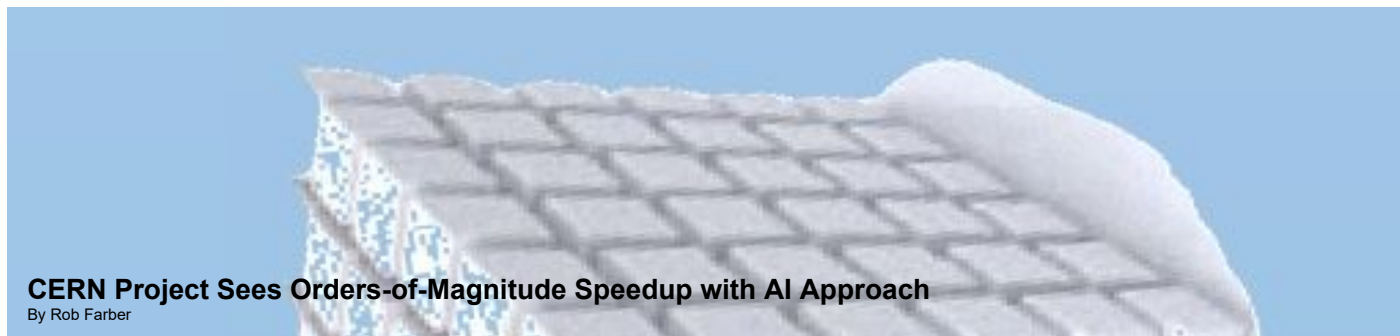 CERN Project Sees Orders-of-Magnitude Speedup with AI Approach
By Rob Farber